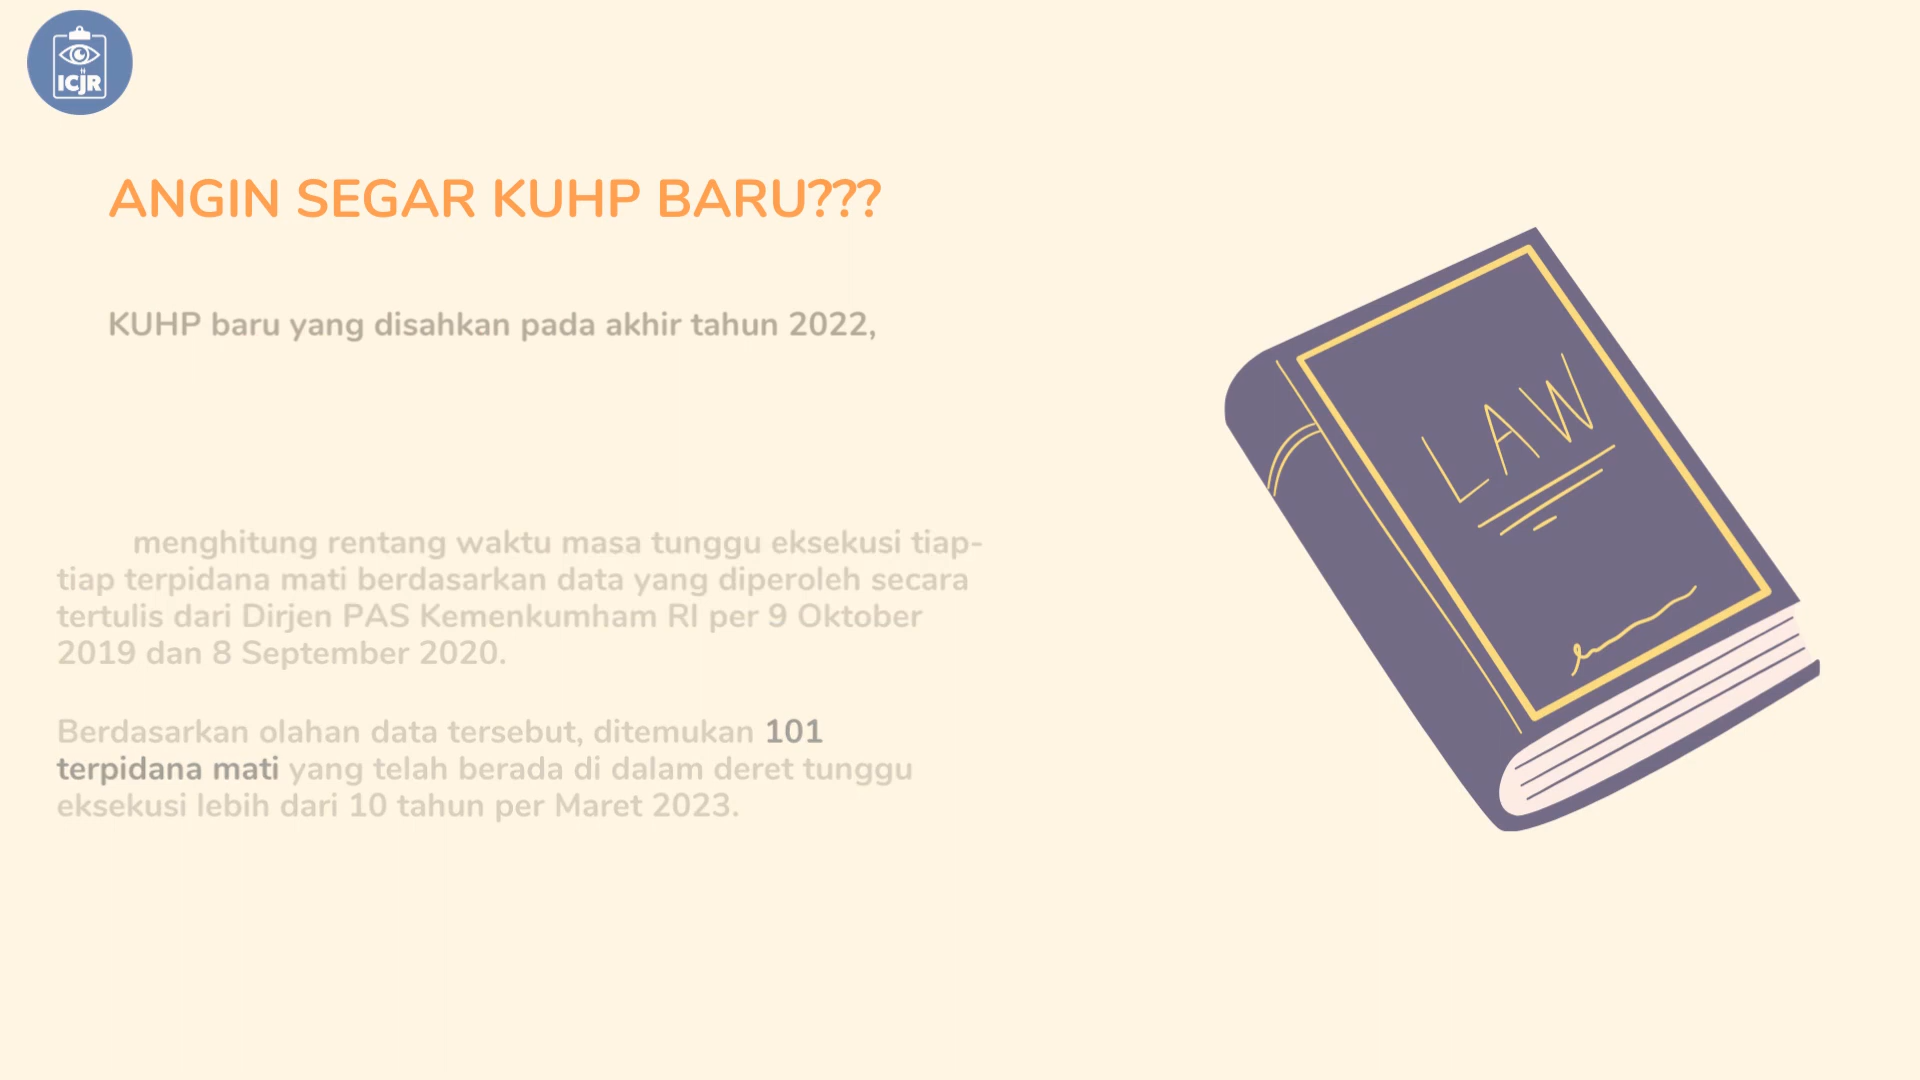 ICJR
ANGIN SEGAR KUHP BARU???
KUHP baru yang disahkan pada akhir tahun 2022,
LAW
menghitung rentang waktu masa tunggu eksekusi tiap-
tiap terpidana mati berdasarkan data yang diperoleh secara
tertulis dari Dirjen PAS Kemenkumham RI per 9 Oktober
2019 dan 8 September 2020.
Berdasarkan olahan data tersebut, ditemukan 101
terpidana mati yang telah berada di dalam deret tunggu
eksekusi lebih dari 10 tahun per Maret 2023.